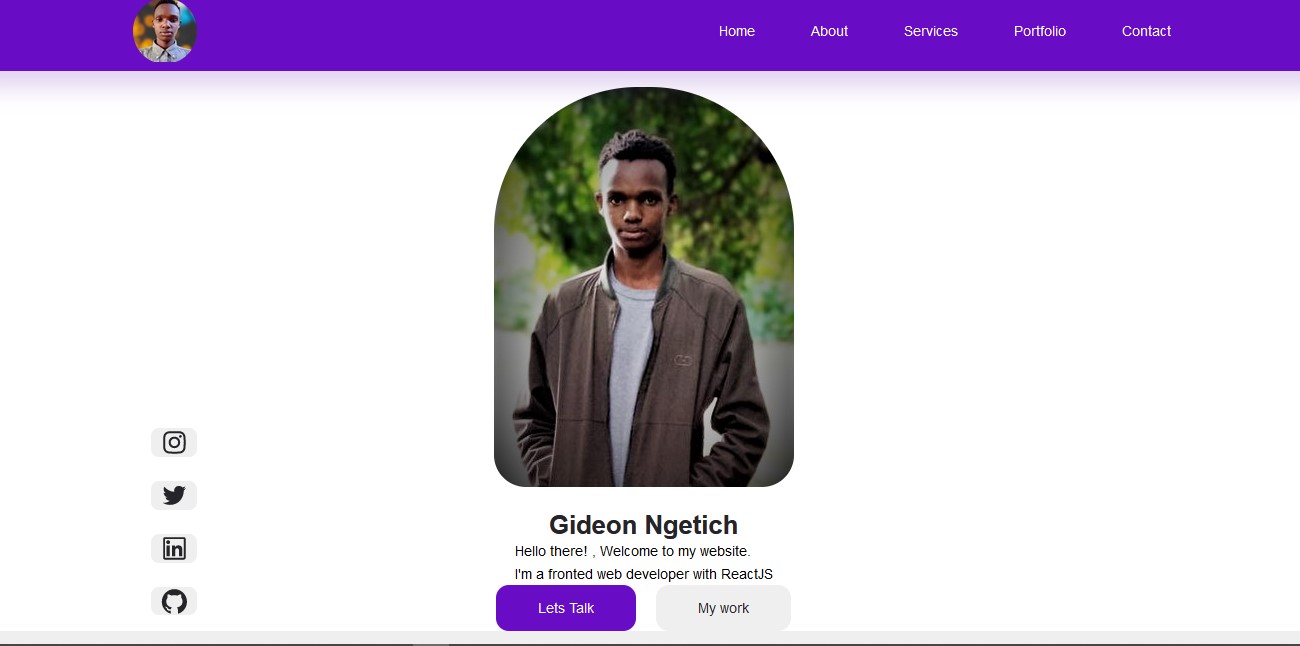 Home About Services Portfolio Contact
Gideon Ngetich
Hello there! , Welcome to my website.
I'm a fronted web developer with ReactJS
Lets Talk My work